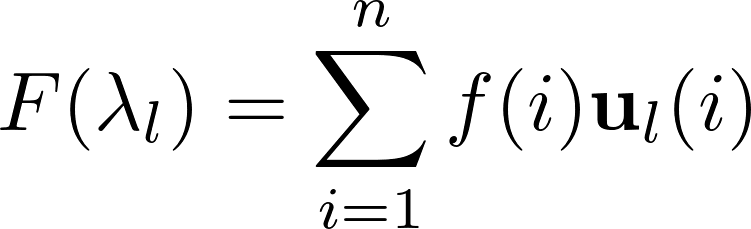 F(λ_l) = \sum_{i=1}^{n} f(i)\mathbf{u}_l(i)